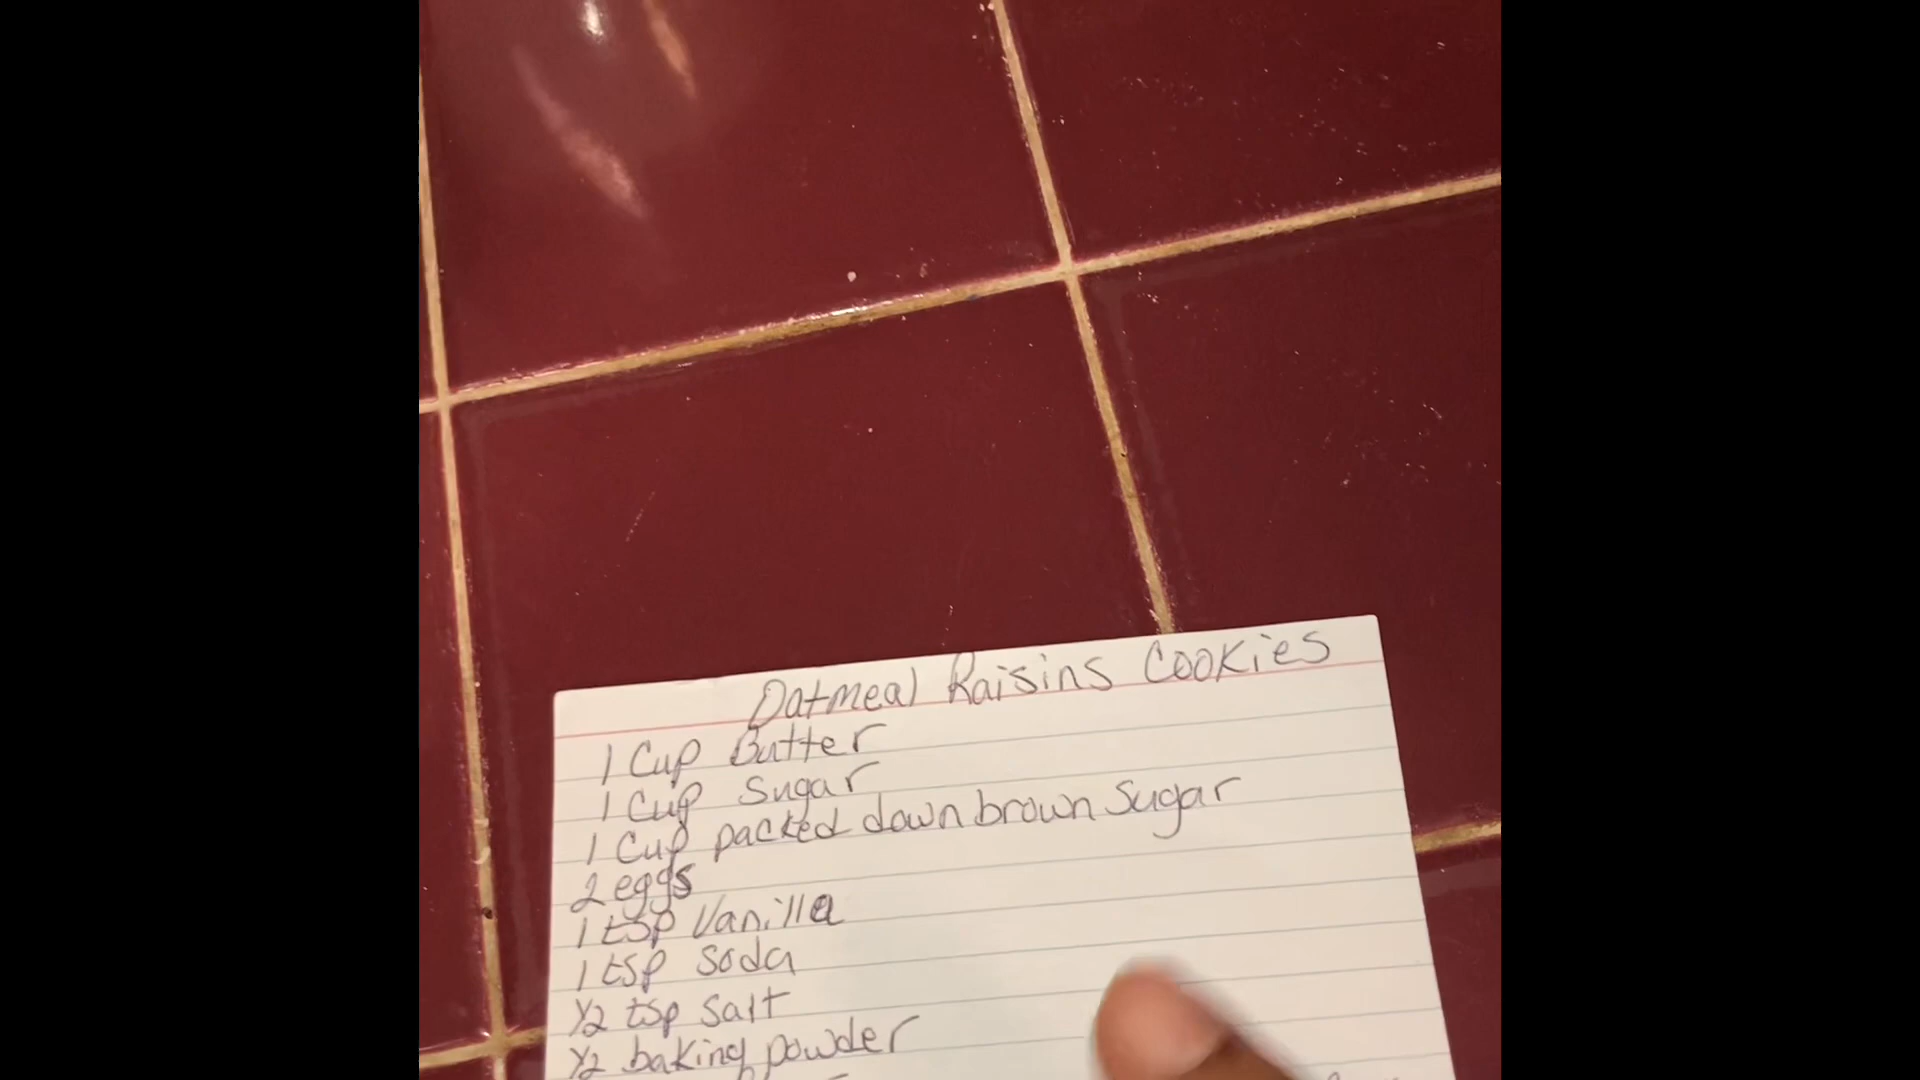 Oatmeal Raisins Cookies
1 Cup Butter
1 Cup Sugar
1 Cup packed down brown Sugar
2 eggs
1 tsp Vanilla
1 tsp soda
1/2 tsp salt
1/2 baking powder